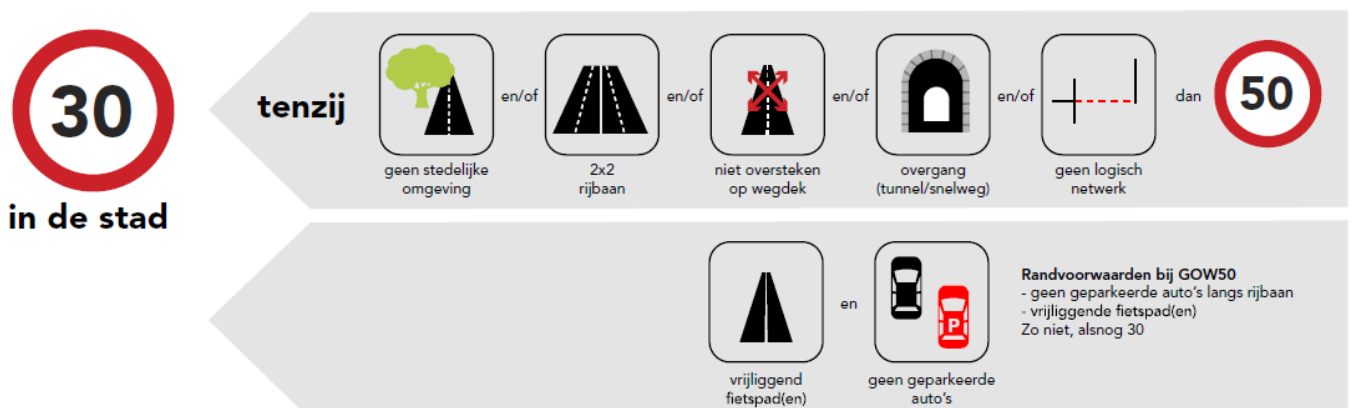 30
in de stad
tenzij
en/of
en/of
en/of
en/of
dan
50
geen stedelijke
omgeving
2x2
rijbaan
niet oversteken
op wegdek
overgang
(tunnel/snelweg)
geen logisch
netwerk
en
P
vrijliggend
fietspad(en)
geen geparkeerde
auto's
Randvoorwaarden bij GOW50
- geen geparkeerde auto's langs rijbaan
- vrijliggende fietspad(en)
Zo niet, alsnog 30